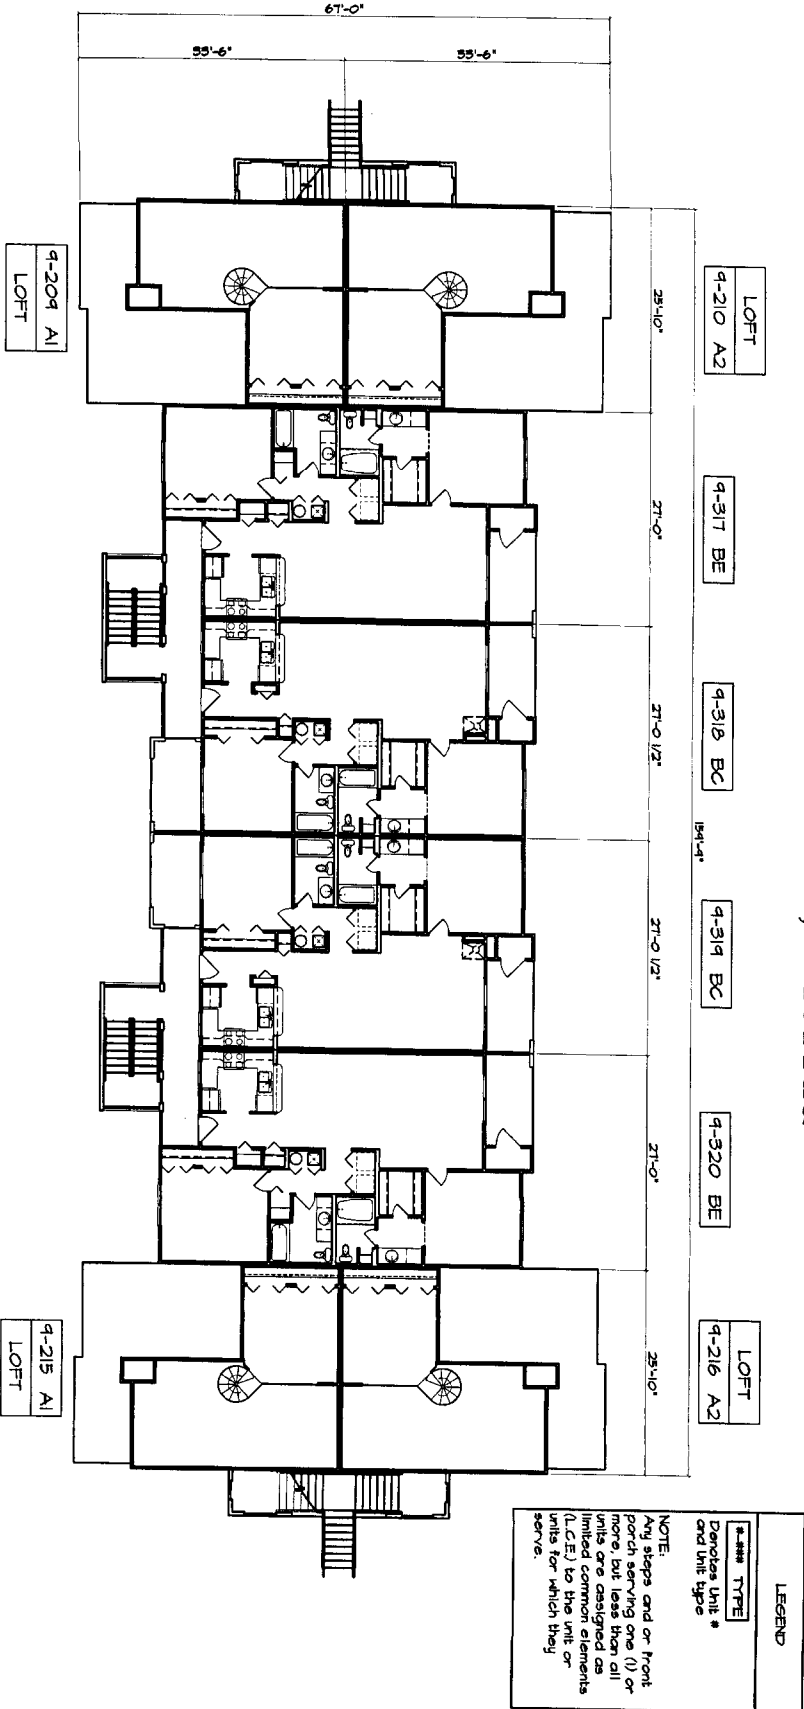 67'-0"
33'-6"
33'-6"
LOFT
9-210 A2
9-209 A1
LOFT
25'-10"
9-317 BE
27'-0"
9-318 BC
27'-0 1/2"
159'-9"
9-319 BC
27'-0 1/2"
9-320 BE
27'-0"
LOFT
9-216 A2
9-215 A1
LOFT
25'-10"
LEGEND
#-### TYPE
Denotes Unit #
and Unit type
NOTE:
Any steps and or front
porch serving one (1) or
more, but less than all
units are assigned as
limited common elements
(L.C.E.) to the unit or
units for which they
serve.